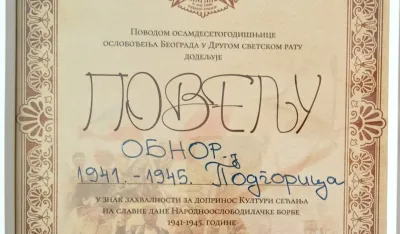 Поводом осамдесетогодишњице
ослобођења Београда у Другом светском рату
додељује
ПОВЕЉУ
ОБНОР-у
1941.-1945. Подгорица
у знак захвалности за допринос Култури сећања
на славне дане Народноослободилачке борбе
1941-1945. године